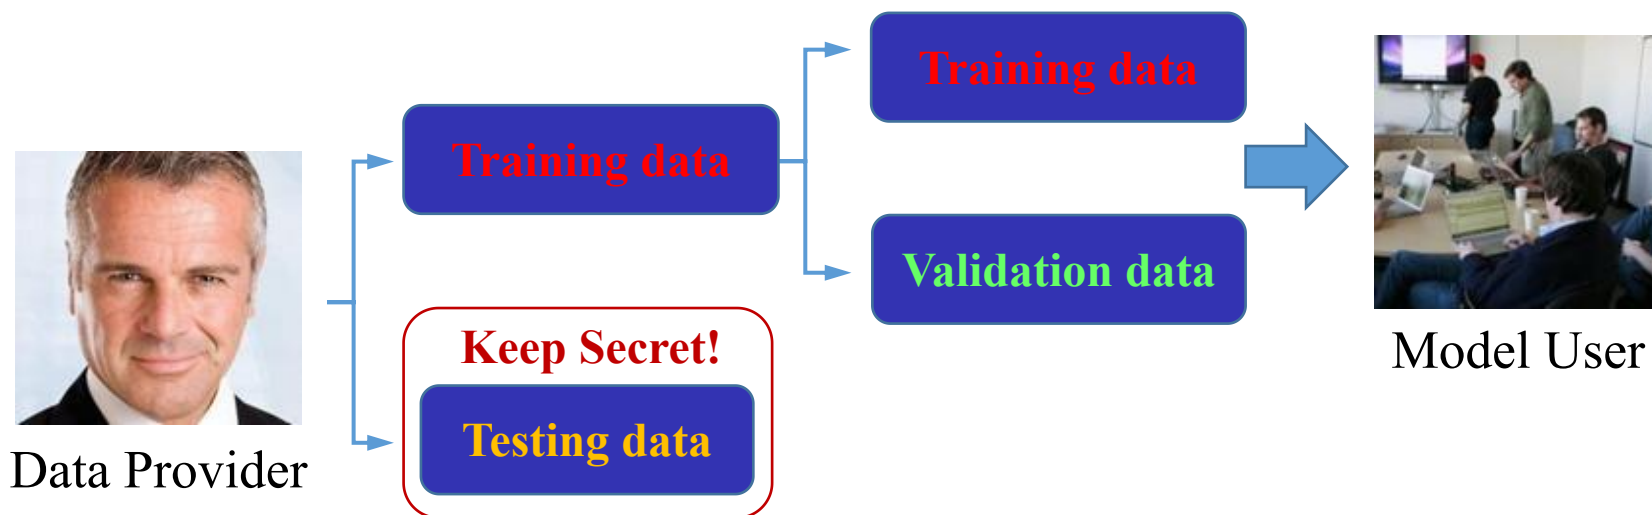 Training data
Training data
Validation data
Keep Secret!
Testing data
Data Provider
Model User